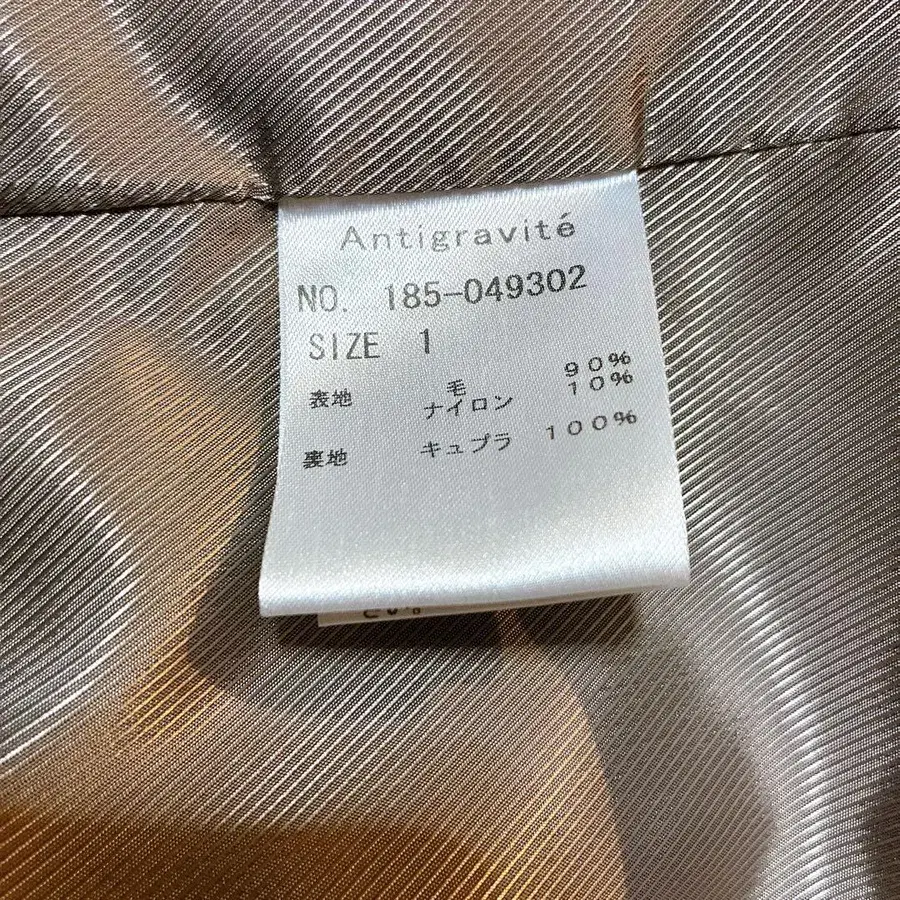 Antigravité
NO. 185-049302
SIZE 1
表地 毛 90%
ナイロン 10%
裏地 キュプラ 100%